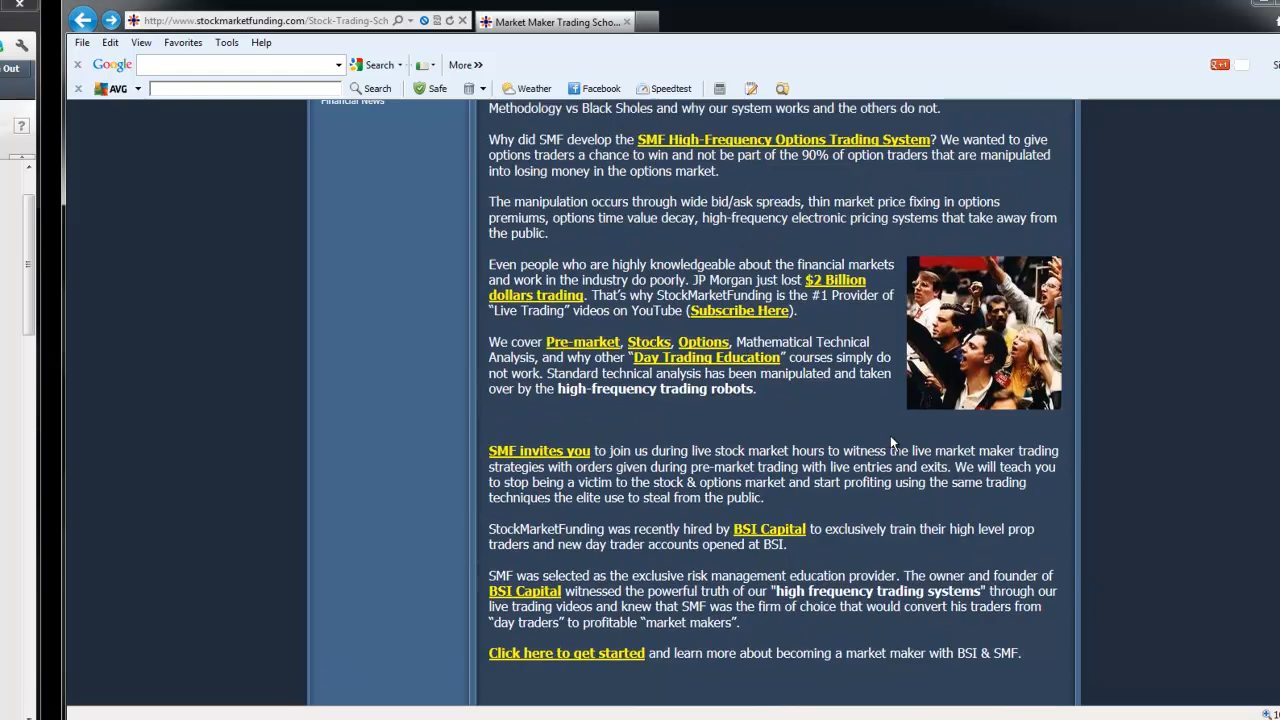 http://www.stockmarketfunding.com/Stock-Trading-Sch
Market Maker Trading Scho...
File Edit View Favorites Tools Help
Out
Google Search More »
+1
AVG Search Safe Weather Facebook Speedtest
?
Financial News
Methodology vs Black Sholes and why our system works and the others do not.
Why did SMF develop the SMF High-Frequency Options Trading System? We wanted to give
options traders a chance to win and not be part of the 90% of option traders that are manipulated
into losing money in the options market.
The manipulation occurs through wide bid/ask spreads, thin market price fixing in options
premiums, options time value decay, high-frequency electronic pricing systems that take away from
the public.
Even people who are highly knowledgeable about the financial markets
and work in the industry do poorly. JP Morgan just lost $2 Billion
dollars trading. That's why StockMarketFunding is the #1 Provider of
“Live Trading” videos on YouTube (Subscribe Here).
We cover Pre-market, Stocks, Options, Mathematical Technical
Analysis, and why other “Day Trading Education” courses simply do
not work. Standard technical analysis has been manipulated and taken
over by the high-frequency trading robots.
SMF invites you to join us during live stock market hours to witness the live market maker trading
strategies with orders given during pre-market trading with live entries and exits. We will teach you
to stop being a victim to the stock & options market and start profiting using the same trading
techniques the elite use to steal from the public.
StockMarketFunding was recently hired by BSI Capital to exclusively train their high level prop
traders and new day trader accounts opened at BSI.
SMF was selected as the exclusive risk management education provider. The owner and founder of
BSI Capital witnessed the powerful truth of our "high frequency trading systems" through our
live trading videos and knew that SMF was the firm of choice that would convert his traders from
“day traders” to profitable “market makers”.
Click here to get started and learn more about becoming a market maker with BSI & SMF.